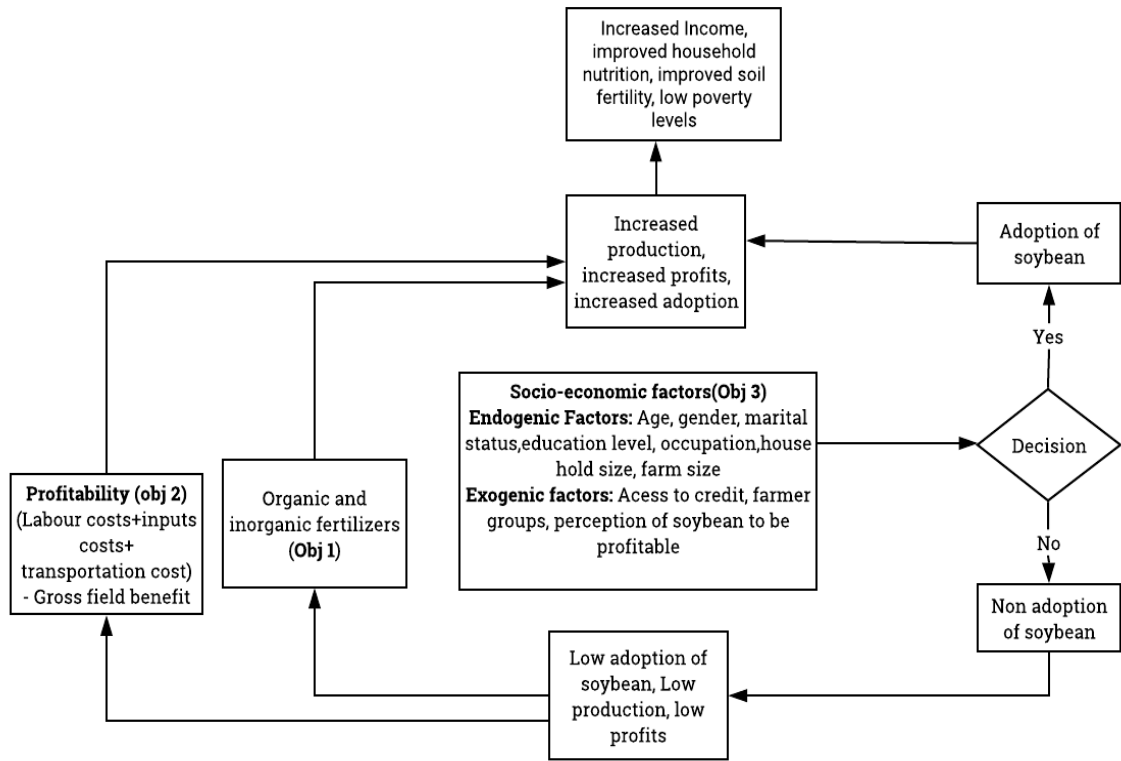 Increased Income,
improved household
nutrition, improved soil
fertility, low poverty
levels
Increased
production,
increased profits,
increased adoption
Adoption of
soybean
Yes
Socio-economic factors(Obj 3)
Endogenic Factors: Age, gender, marital
status,education level, occupation,house
hold size, farm size
Exogenic factors: Acess to credit, farmer
groups, perception of soybean to be
profitable
Decision
Profitability (obj 2)
(Labour costs+inputs
costs+
transportation cost)
- Gross field benefit
Organic and
inorganic fertilizers
(Obj 1)
No
Non adoption
of soybean
Low adoption of
soybean, Low
production, low
profits